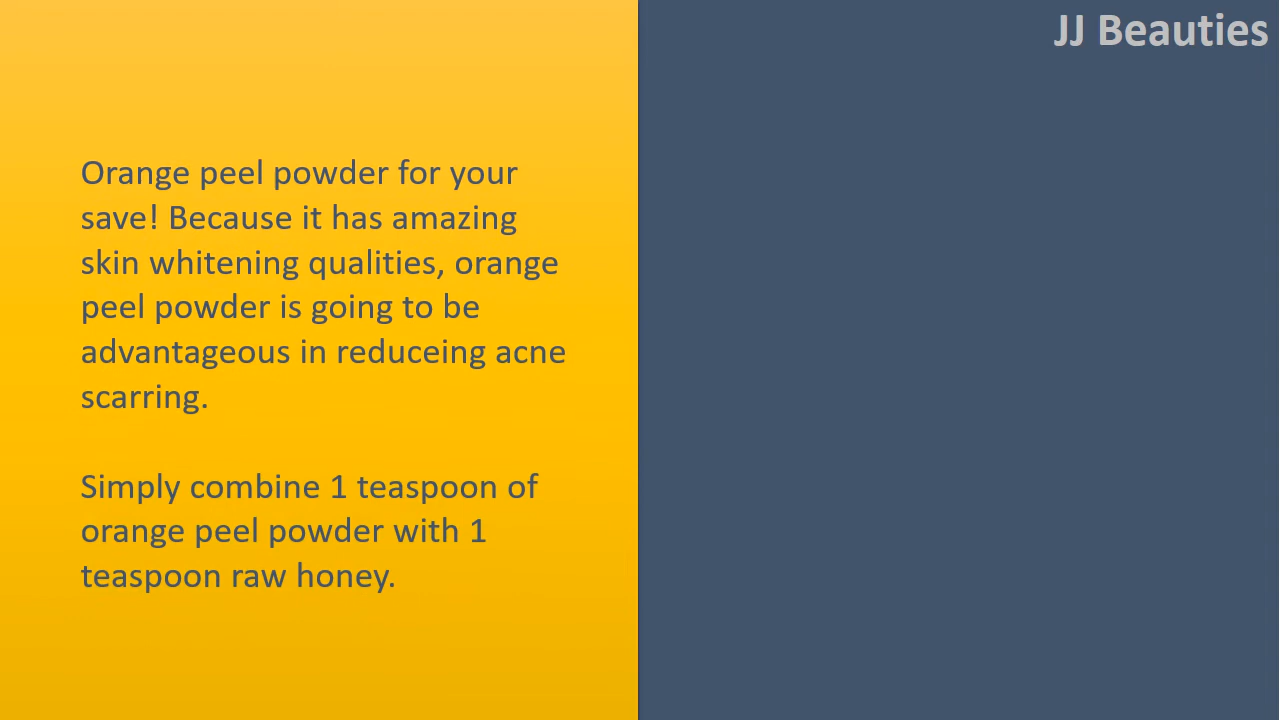 JJ Beauties
Orange peel powder for your
save! Because it has amazing
skin whitening qualities, orange
peel powder is going to be
advantageous in reduceing acne
scarring.
Simply combine 1 teaspoon of
orange peel powder with 1
teaspoon raw honey.